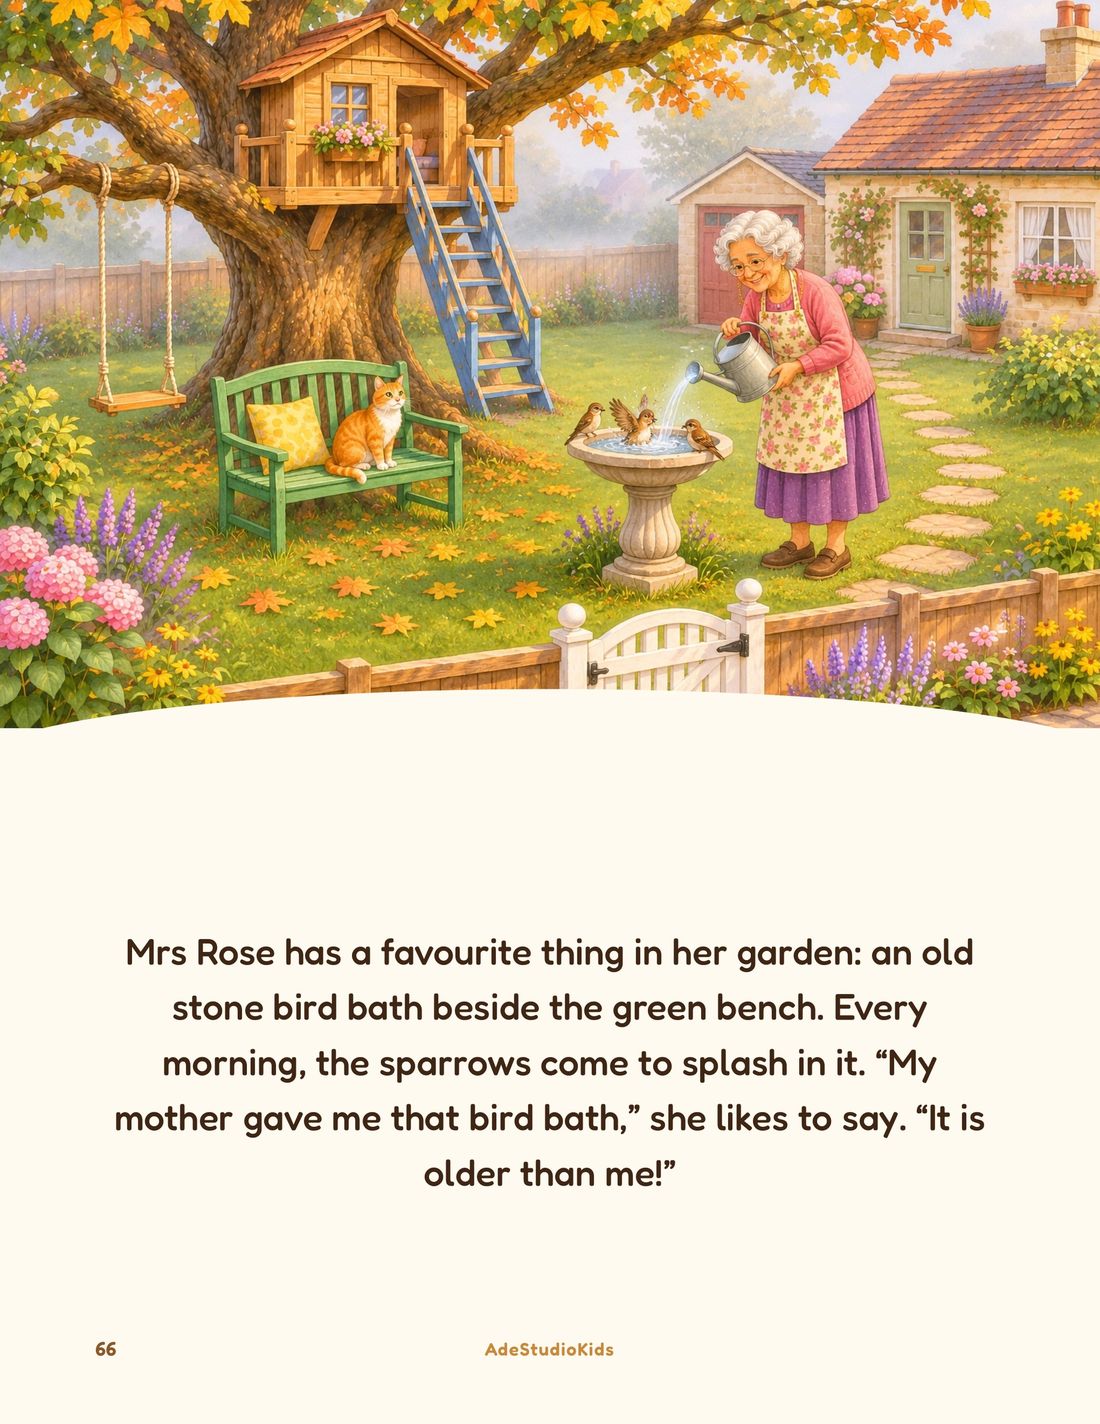 Mrs Rose has a favourite thing in her garden: an old
stone bird bath beside the green bench. Every
morning, the sparrows come to splash in it. “My
mother gave me that bird bath,” she likes to say. “It is
older than me!”
66
AdeStudioKids